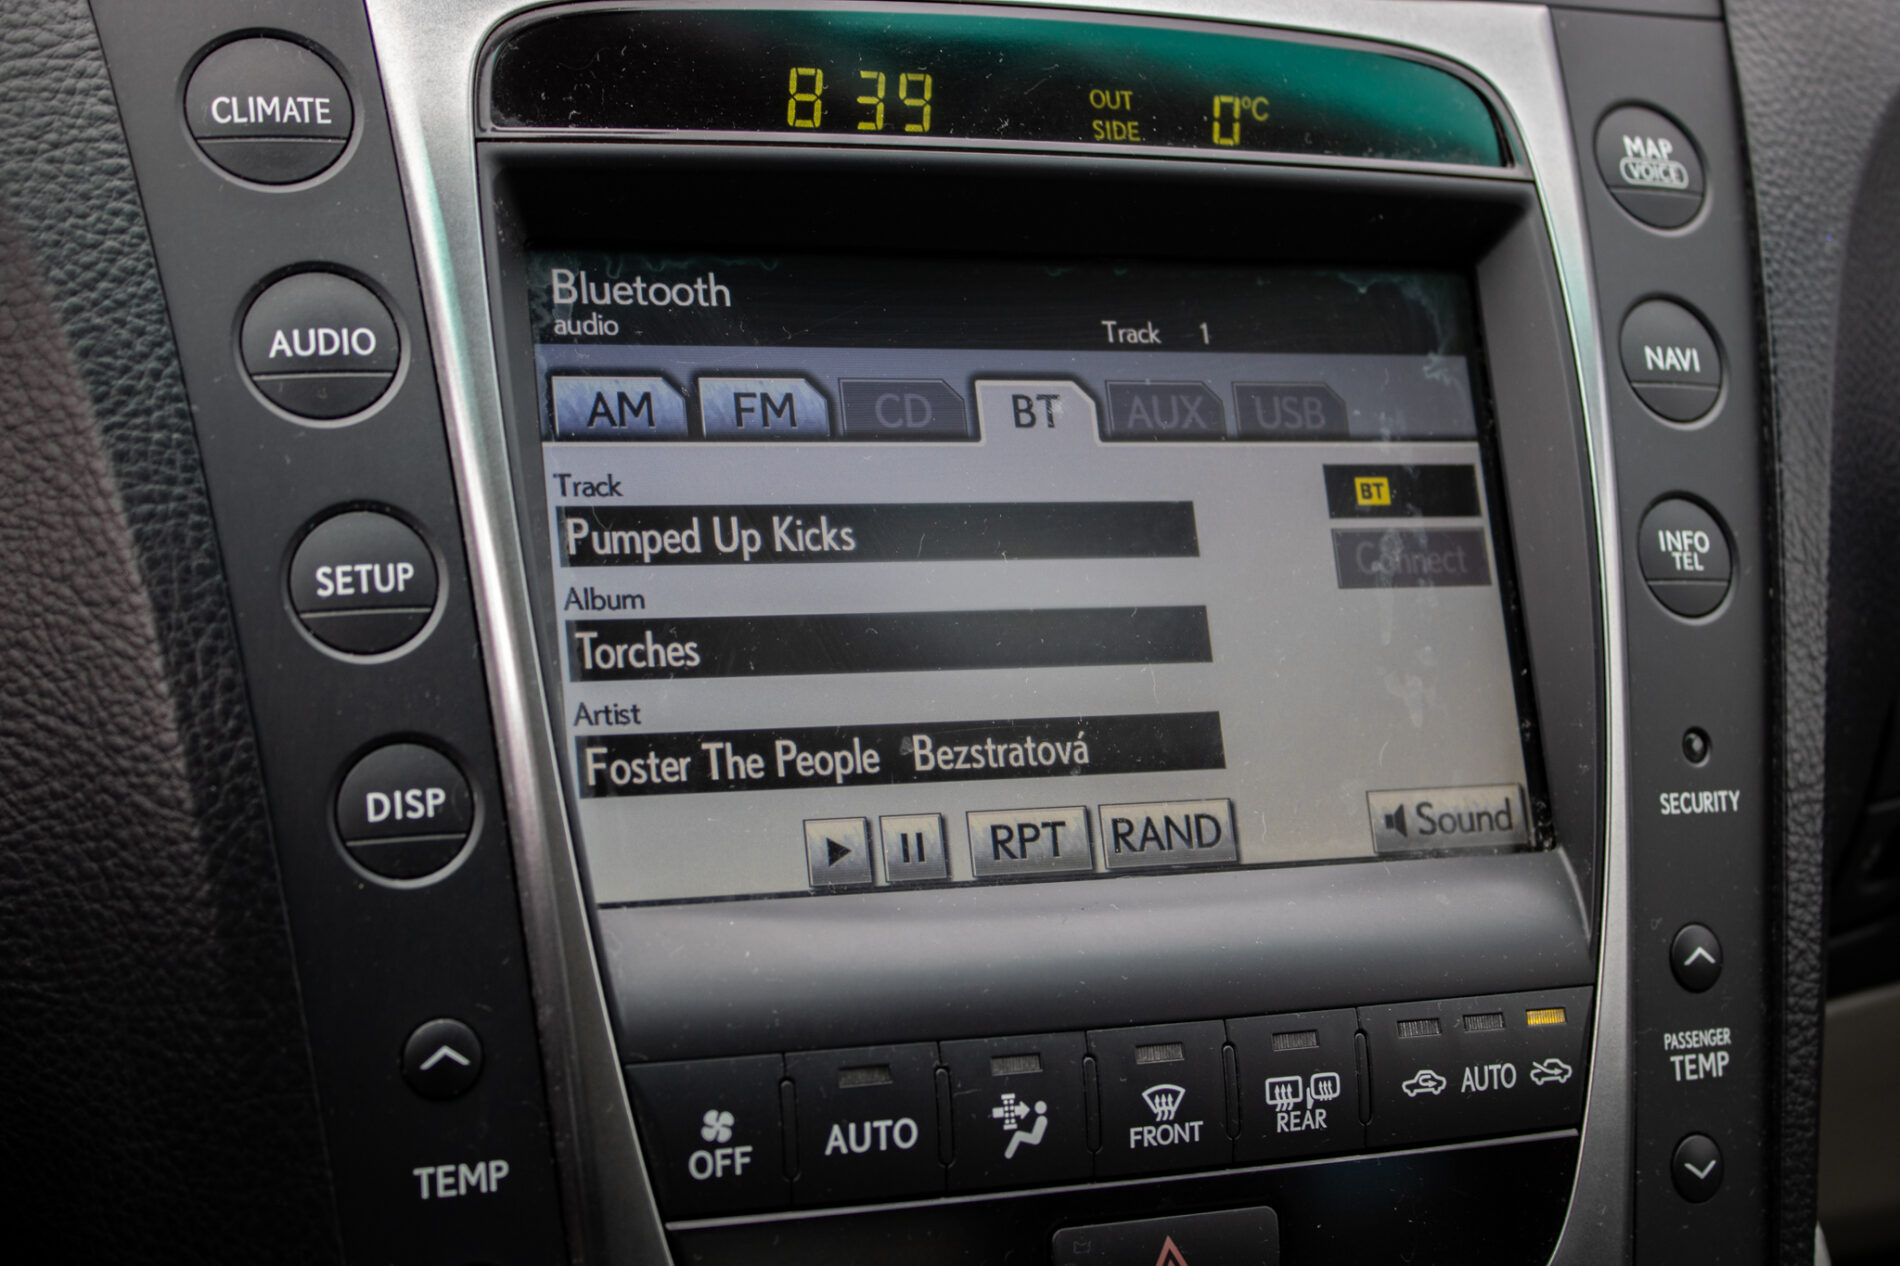 8 39 OUT SIDE 0°C
CLIMATE
MAP
VOICE
Bluetooth
audio
Track 1
AUDIO
NAVI
AM FM CD BT AUX USB
Track
BT
Pumped Up Kicks
Connect
INFO
TEL
SETUP
Album
Torches
Artist
Foster The People Bezstratová
DISP
SECURITY
RPT RAND Sound
PASSENGER
TEMP
OFF
AUTO
FRONT
REAR
AUTO
TEMP